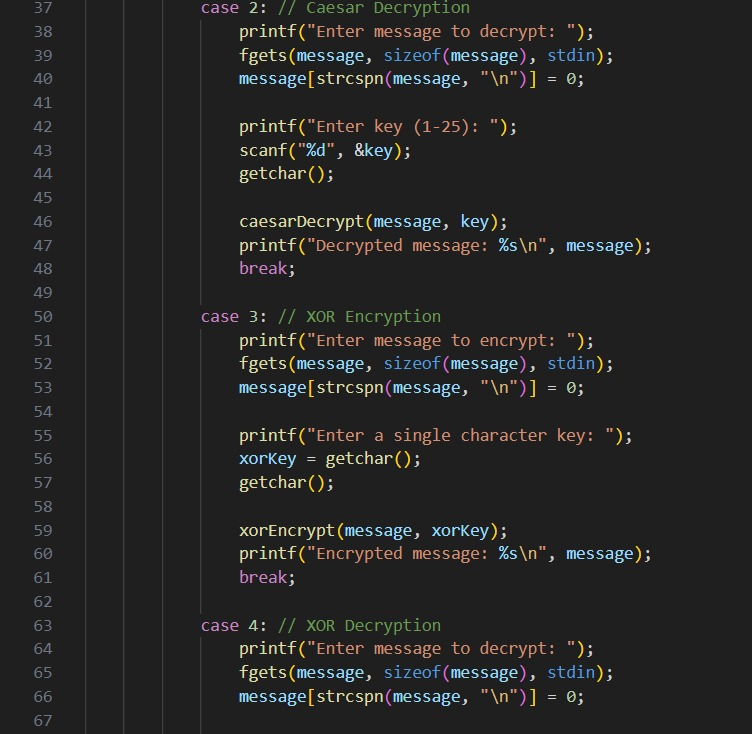 37 case 2: // Caesar Decryption
38 printf("Enter message to decrypt: ");
39 fgets(message, sizeof(message), stdin);
40 message[strcspn(message, "\n")] = 0;
41
42 printf("Enter key (1-25): ");
43 scanf("%d", &key);
44 getchar();
45
46 caesarDecrypt(message, key);
47 printf("Decrypted message: %s\n", message);
48 break;
49
50 case 3: // XOR Encryption
51 printf("Enter message to encrypt: ");
52 fgets(message, sizeof(message), stdin);
53 message[strcspn(message, "\n")] = 0;
54
55 printf("Enter a single character key: ");
56 xorKey = getchar();
57 getchar();
58
59 xorEncrypt(message, xorKey);
60 printf("Encrypted message: %s\n", message);
61 break;
62
63 case 4: // XOR Decryption
64 printf("Enter message to decrypt: ");
65 fgets(message, sizeof(message), stdin);
66 message[strcspn(message, "\n")] = 0;
67